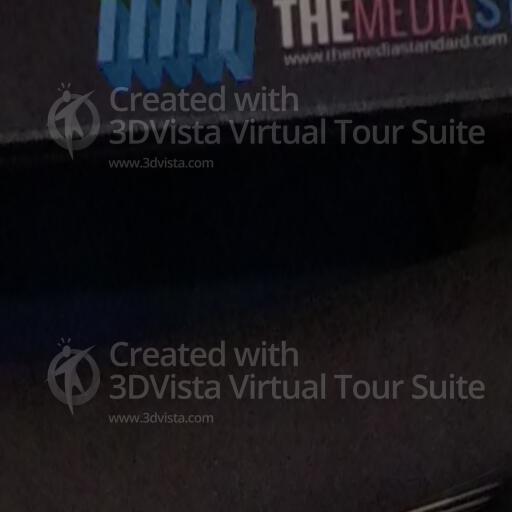 THEMEDIAST
www.themediastandard.com
Created with
3DVista Virtual Tour Suite
www.3dvista.com
Created with
3DVista Virtual Tour Suite
www.3dvista.com